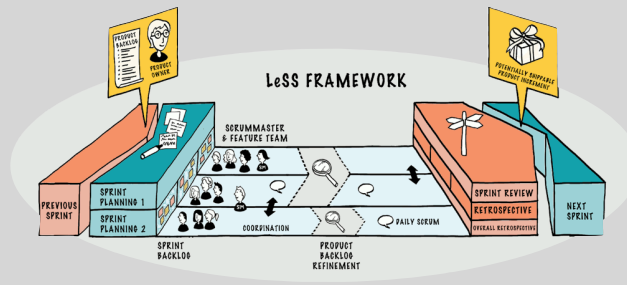 PRODUCT
BACKLOG
PRODUCT
OWNER
POTENTIALLY SHIPPABLE
PRODUCT INCREMENT
LeSS FRAMEWORK
SCRUMMASTER
& FEATURE TEAM
PREVIOUS
SPRINT
SPRINT
PLANNING 1
SPRINT
PLANNING 2
SPRINT
BACKLOG
COORDINATION
PRODUCT
BACKLOG
REFINEMENT
DAILY SCRUM
SPRINT REVIEW
RETROSPECTIVE
OVERALL RETROSPECTIVE
NEXT
SPRINT